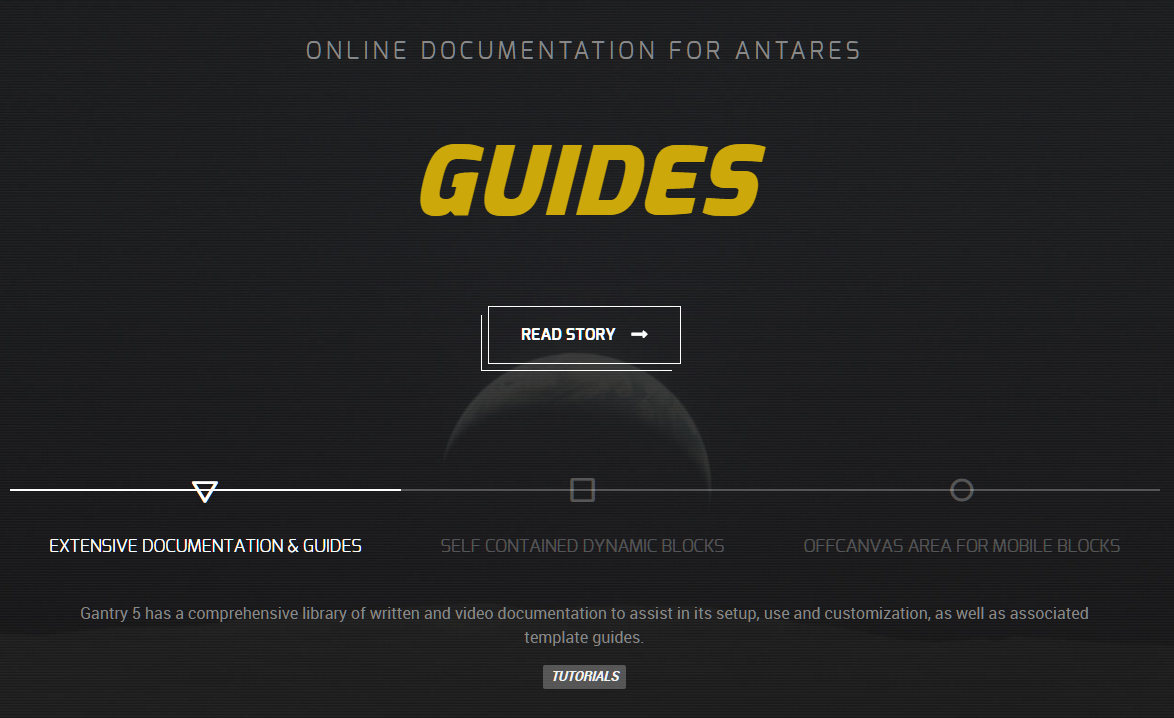 ONLINE DOCUMENTATION FOR ANTARES
GUIDES
READ STORY
EXTENSIVE DOCUMENTATION & GUIDES
SELF CONTAINED DYNAMIC BLOCKS
OFFCANVAS AREA FOR MOBILE BLOCKS
Gantry 5 has a comprehensive library of written and video documentation to assist in its setup, use and customization, as well as associated
template guides.
TUTORIALS